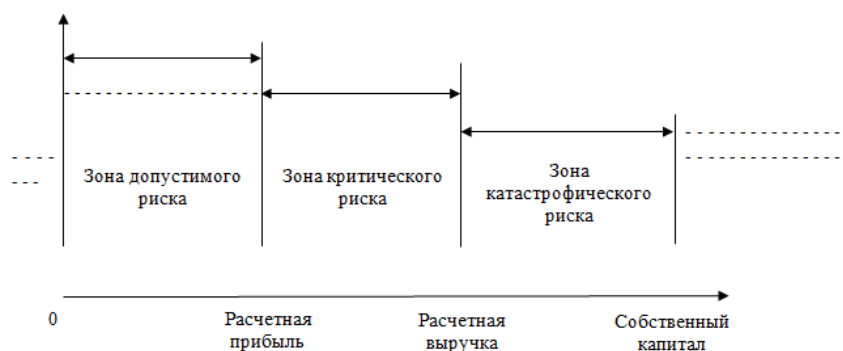 Зона допустимого
риска
Зона критического
риска
Зона
катастрофического
риска
0
Расчетная
прибыль
Расчетная
выручка
Собственный
капитал